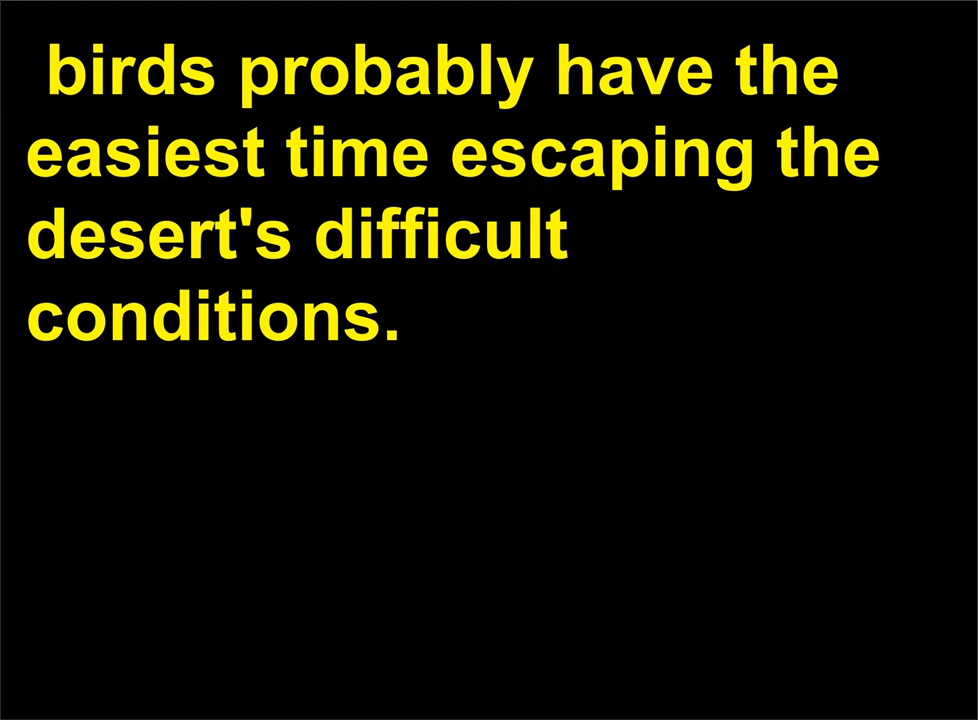 birds probably have the
easiest time escaping the
desert's difficult
conditions.